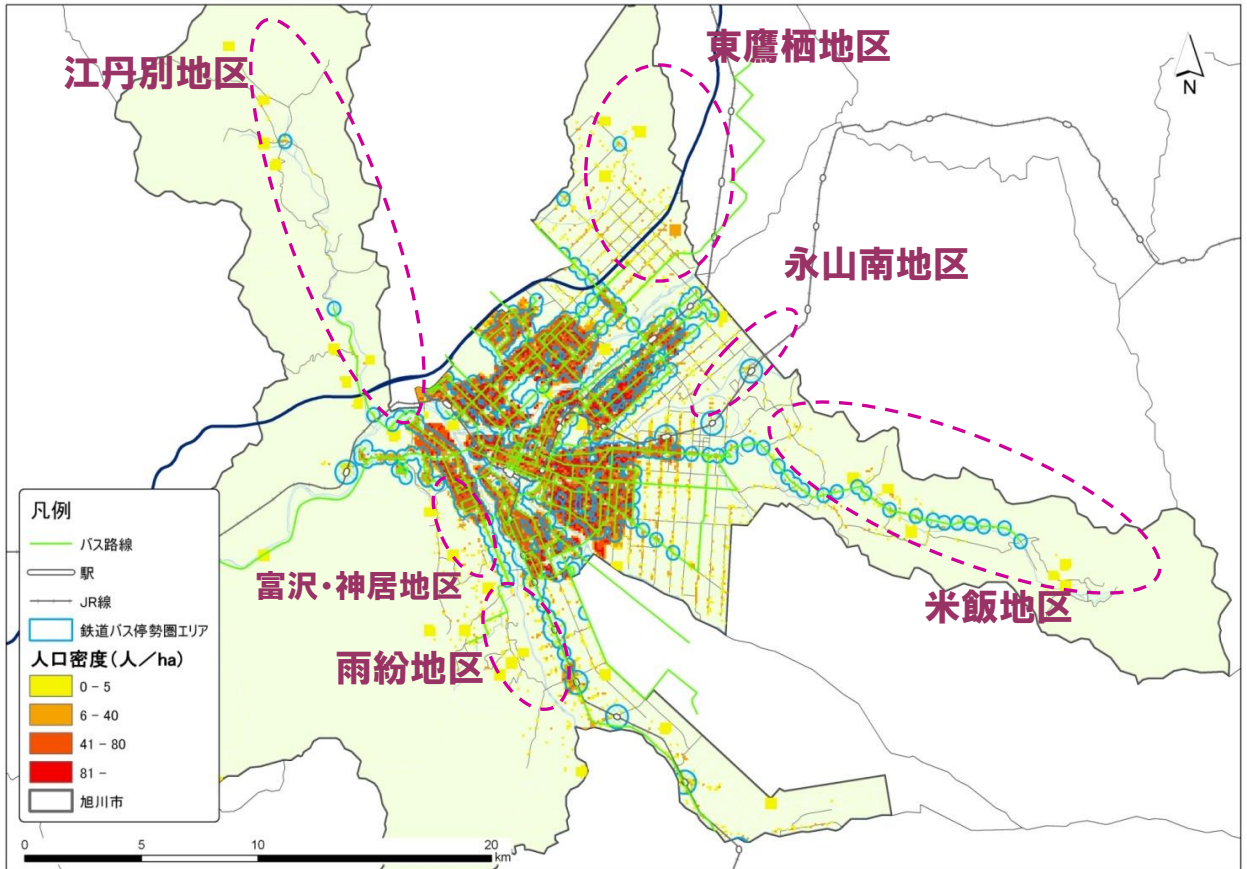 東鷹栖地区
江丹別地区
N
永山南地区
凡例
バス路線
駅
JR線
鉄道バス停勢圏エリア
人口密度(人/ha)
0 - 5
6 - 40
41 - 80
81 -
旭川市
富沢・神居地区
米飯地区
雨紛地区
0 5 10 20
km